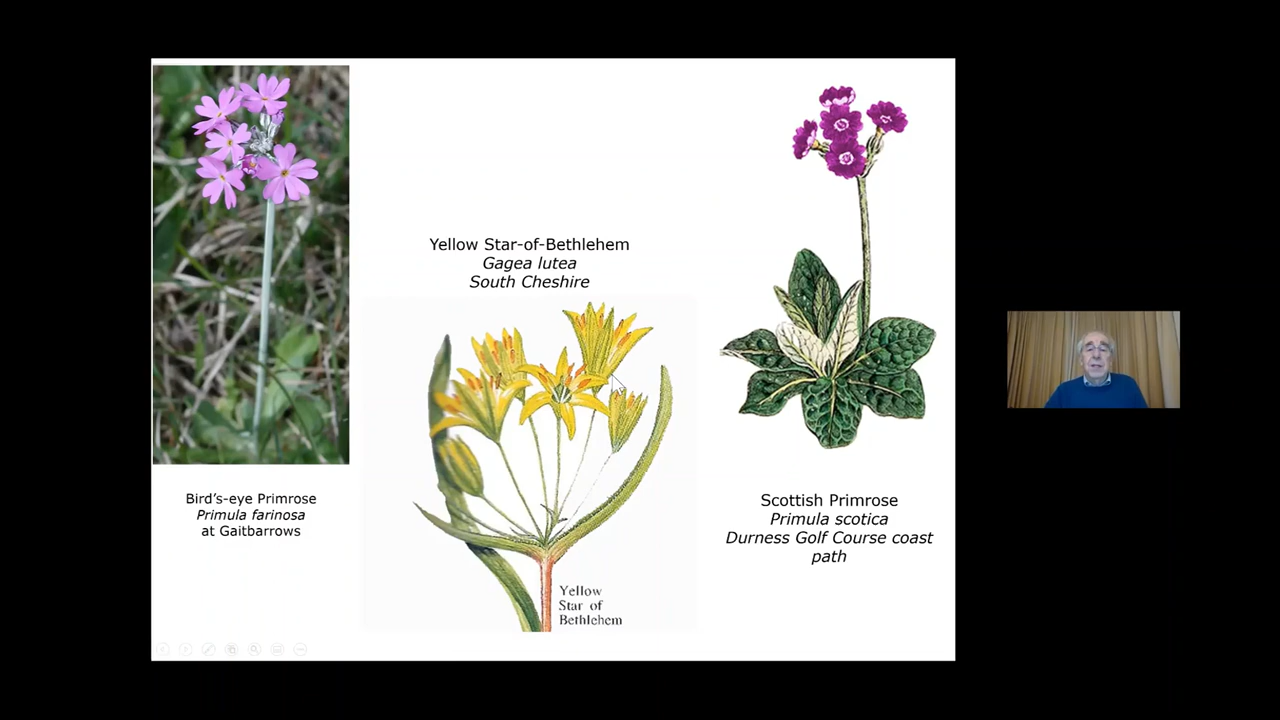 Bird's-eye Primrose
Primula farinosa
at Gaitbarrows
Yellow Star-of-Bethlehem
Gagea lutea
South Cheshire
Yellow
Star of
Bethlehem
Scottish Primrose
Primula scotica
Durness Golf Course coast
path